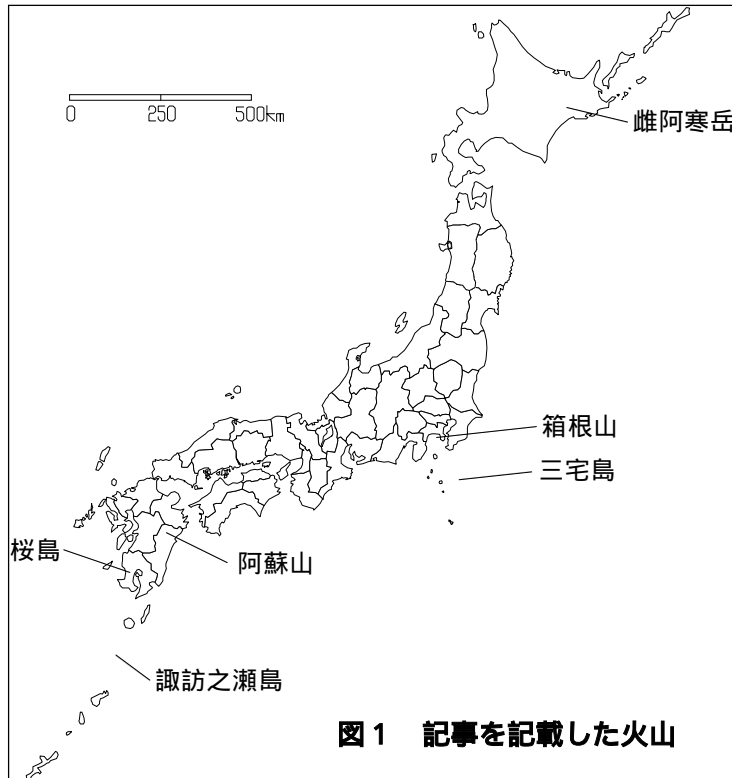 0 250 500km
雌阿寒岳
箱根山
三宅島
桜島
阿蘇山
諏訪之瀬島
図1 記事を記載した火山